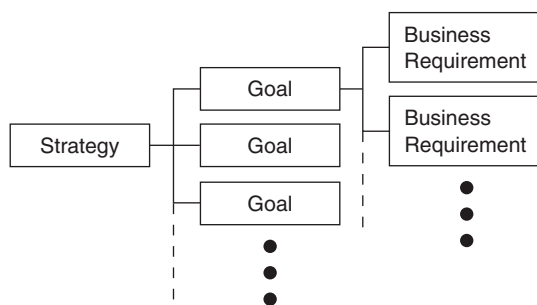 Strategy
Goal
Goal
Goal
Business
Requirement
Business
Requirement